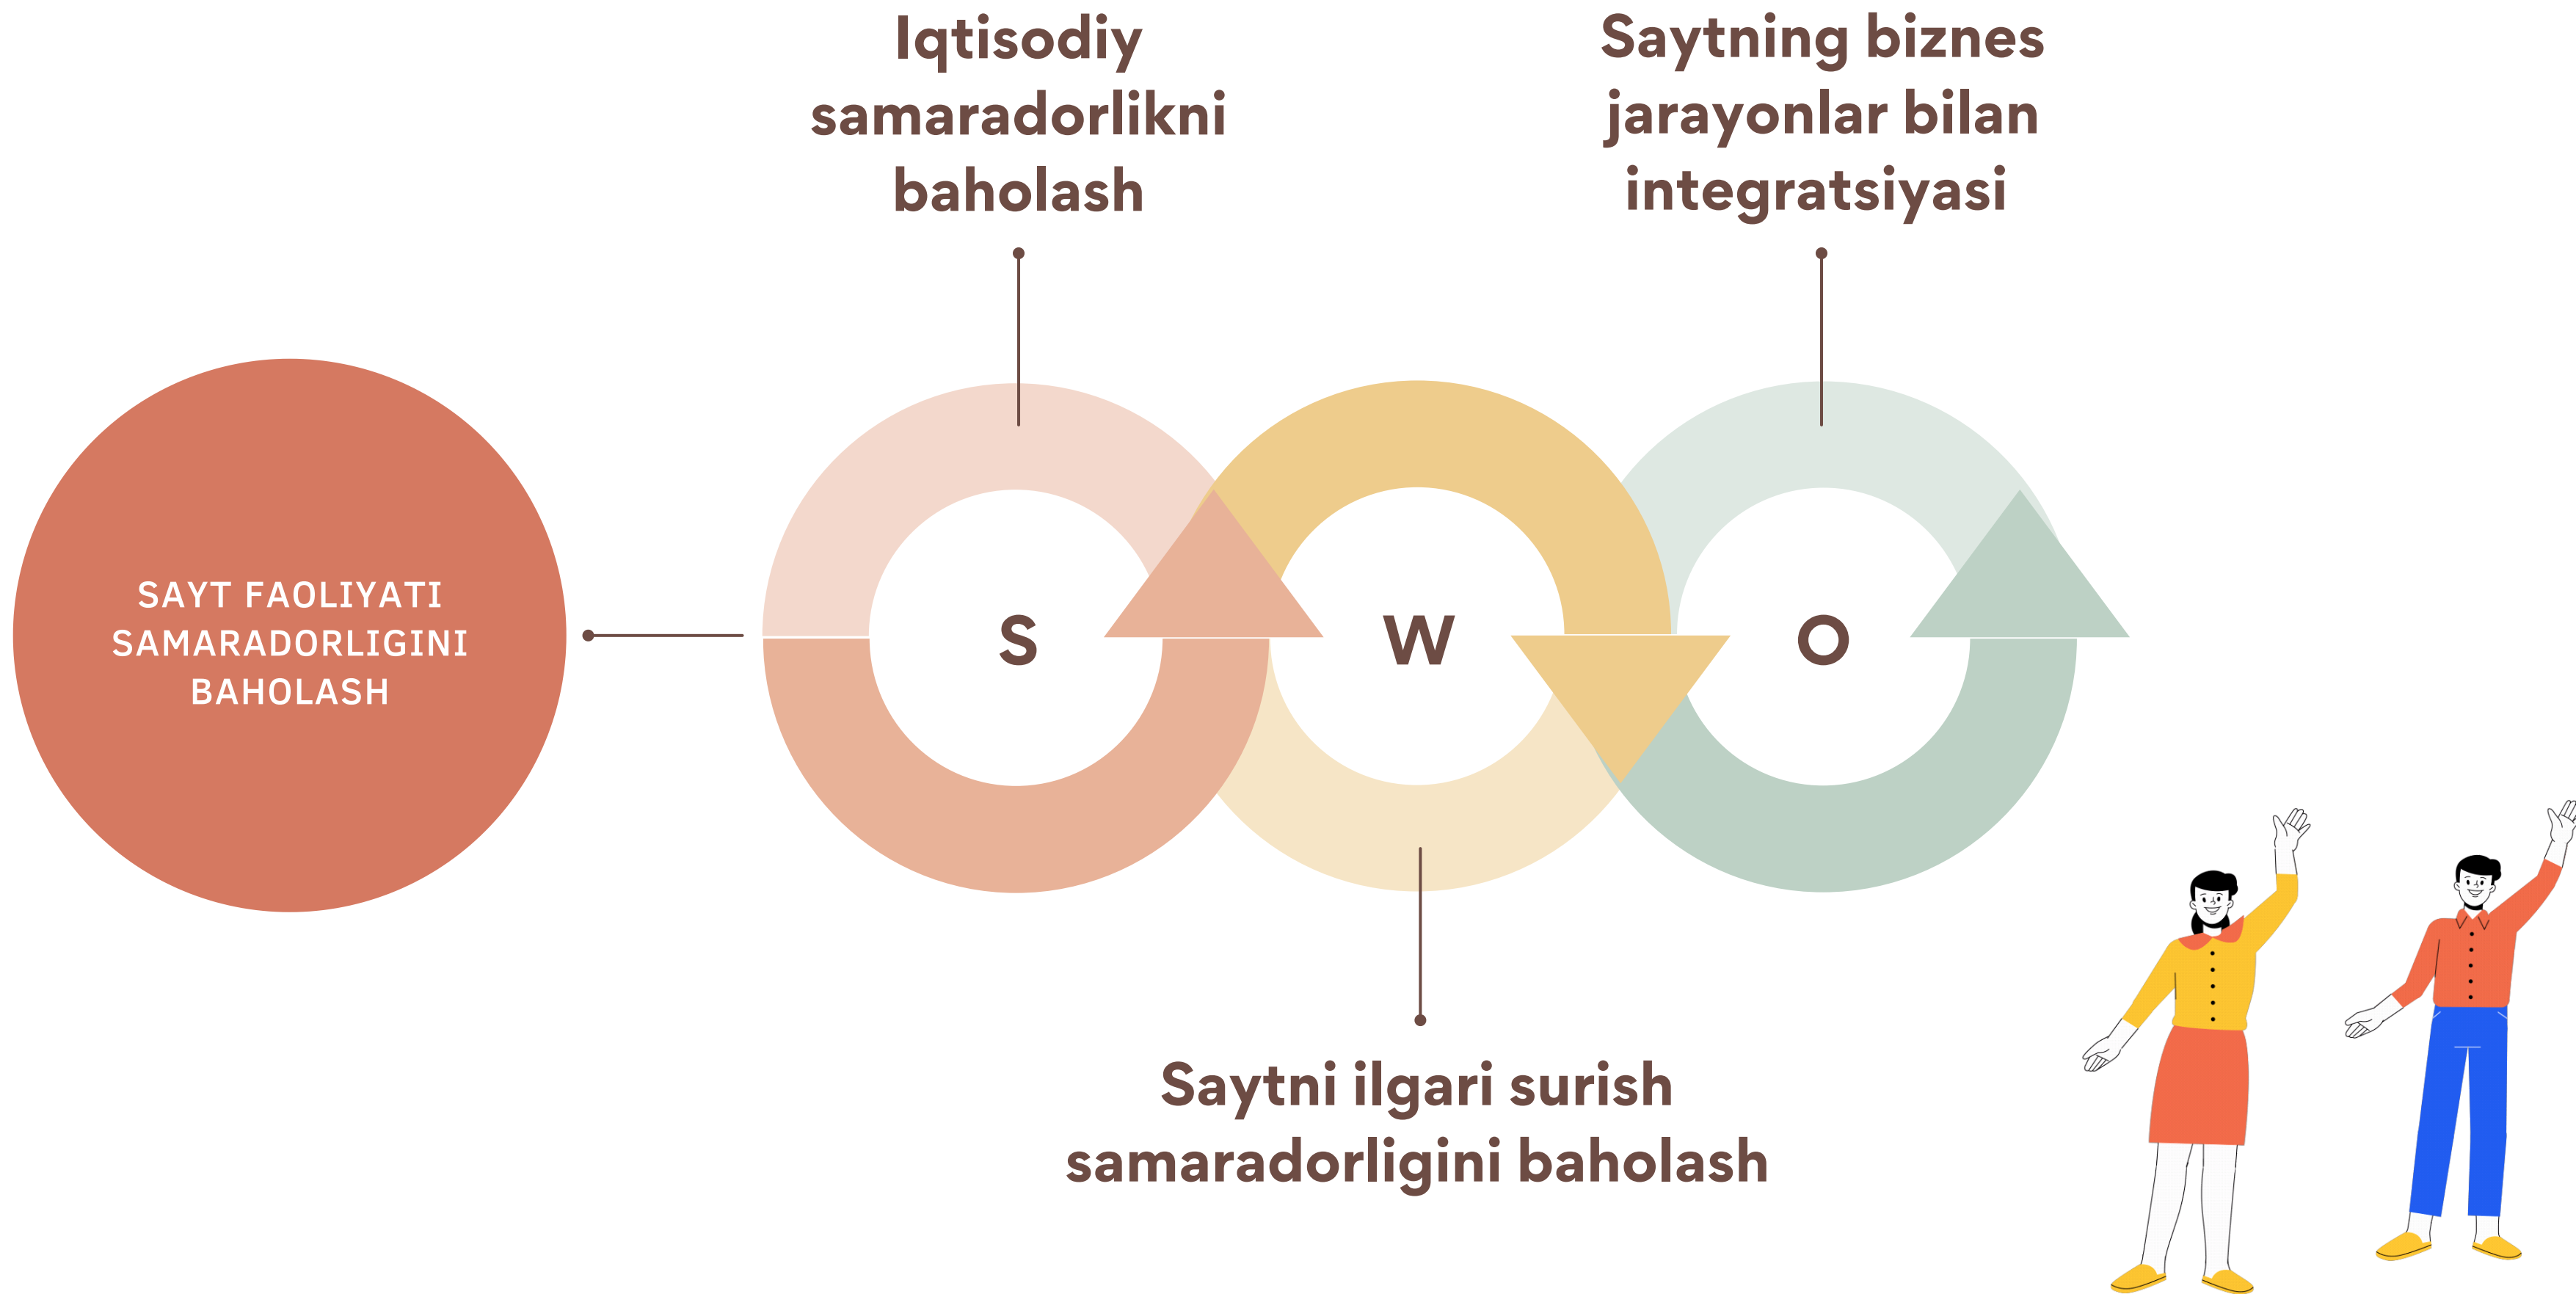 Iqtisodiy
samaradorlikni
baholash
Saytning biznes
jarayonlar bilan
integratsiyasi
SAYT FAOLIYATI
SAMARADORLIGINI
BAHOLASH
S
W
O
Saytni ilgari surish
samaradorligini baholash